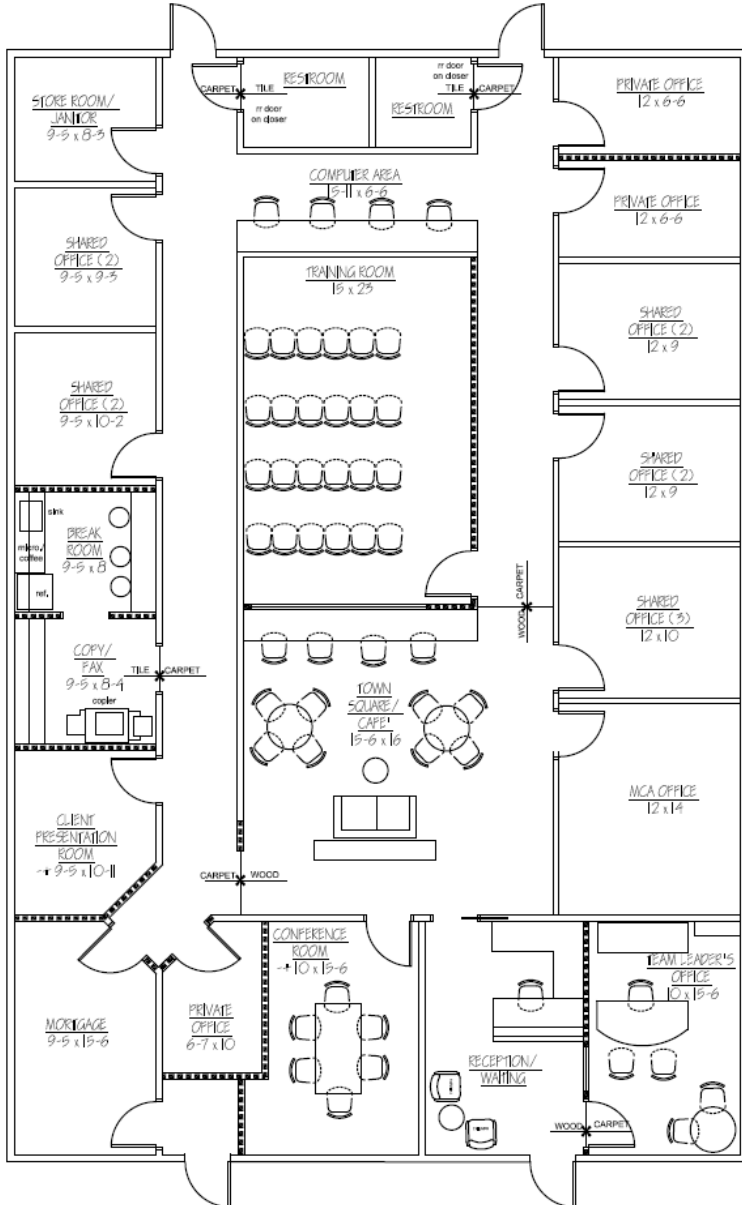 RESTROOM
rr door
on closer
CARPET
TILE
rr door
on closer
RESTROOM
TILE
CARPET
STORE ROOM/
JANITOR
9-5 x 8-3
PRIVATE OFFICE
12 x 6-6
COMPUTER AREA
15-11 x 6-6
PRIVATE OFFICE
12 x 6-6
SHARED
OFFICE (2)
9-5 x 9-3
TRAINING ROOM
15 x 23
SHARED
OFFICE (2)
12 x 9
SHARED
OFFICE (2)
9-5 x 10-2
SHARED
OFFICE (2)
12 x 9
sink
BREAK
ROOM
9-5 x 8
micro./
coffee
ref.
WOOD
CARPET
SHARED
OFFICE (3)
12 x 10
COPY/
FAX
9-5 x 8-4
TILE
CARPET
copier
TOWN
SQUARE/
CAFE'
15-6 x 16
MCA OFFICE
12 x 14
CLIENT
PRESENTATION
ROOM
9-5 x 10-11
CARPET
WOOD
CONFERENCE
ROOM
10 x 15-6
TEAM LEADER'S
OFFICE
10 x 15-6
MORTGAGE
9-5 x 15-6
PRIVATE
OFFICE
6-7 x 10
RECEPTION/
WAITING
WOOD
CARPET